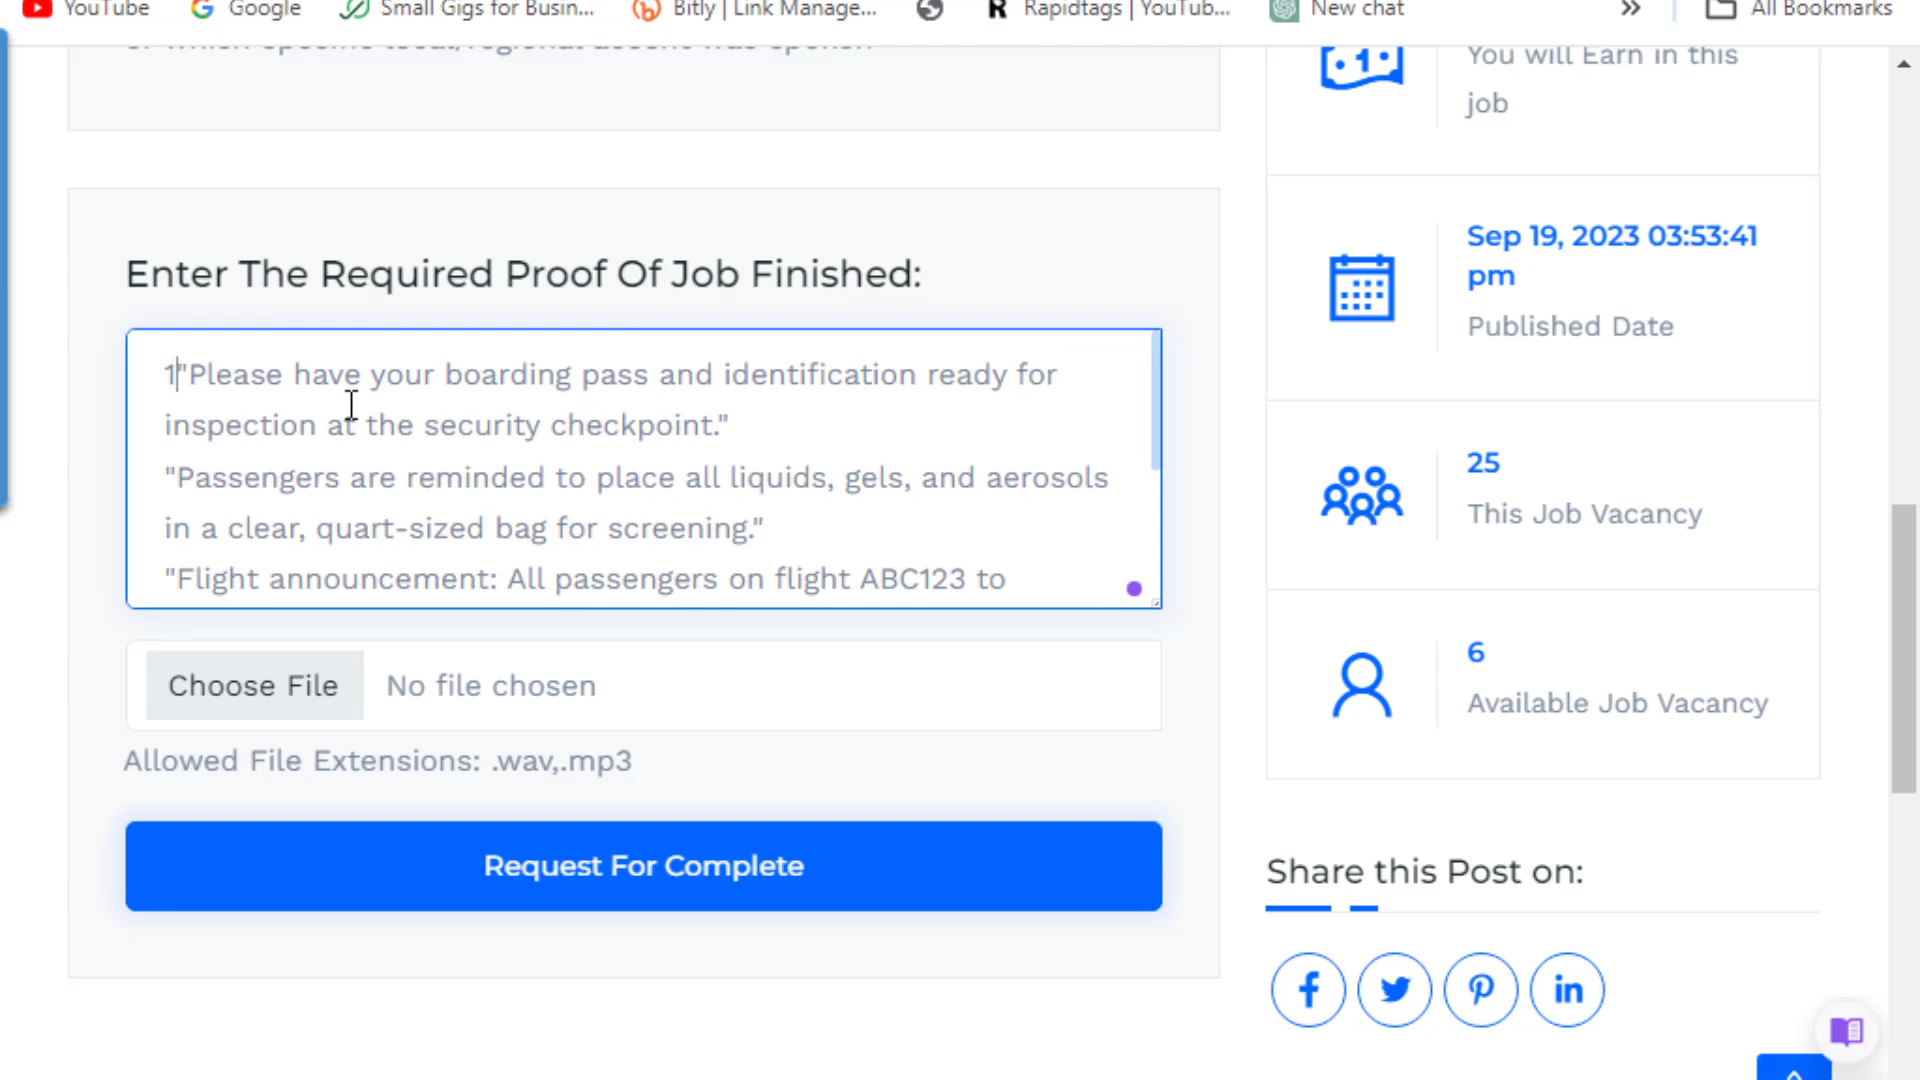 YouTube
Google
Small Gigs for Busin...
Bitly | Link Manage...
Rapidtags | YouTub...
New chat
All Bookmarks
Enter The Required Proof Of Job Finished:
1"Please have your boarding pass and identification ready for
inspection at the security checkpoint."
"Passengers are reminded to place all liquids, gels, and aerosols
in a clear, quart-sized bag for screening."
"Flight announcement: All passengers on flight ABC123 to
Choose File
No file chosen
Allowed File Extensions: .wav,.mp3
Request For Complete
You will Earn in this
job
Sep 19, 2023 03:53:41
pm
Published Date
25
This Job Vacancy
6
Available Job Vacancy
Share this Post on: